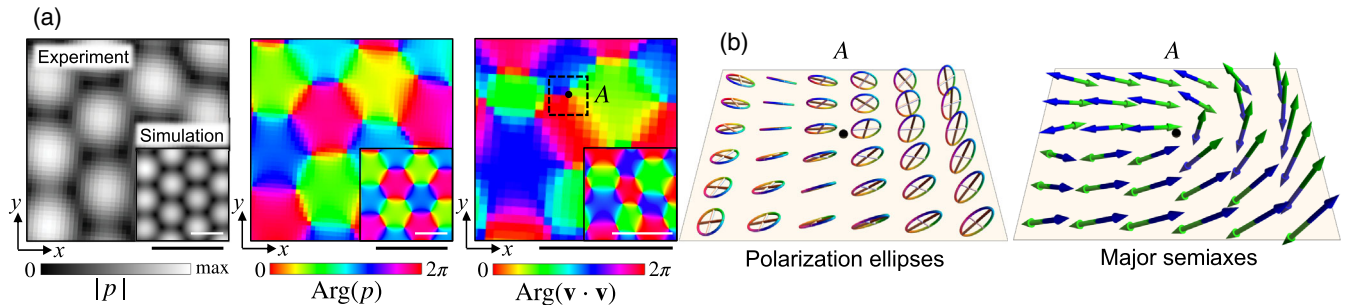 (a)
Experiment
Simulation
y
x
0 max
|p|
x
0 2π
Arg(p)
A
x
0 2π
Arg(v · v)
(b)
A
Polarization ellipses
A
Major semiaxes